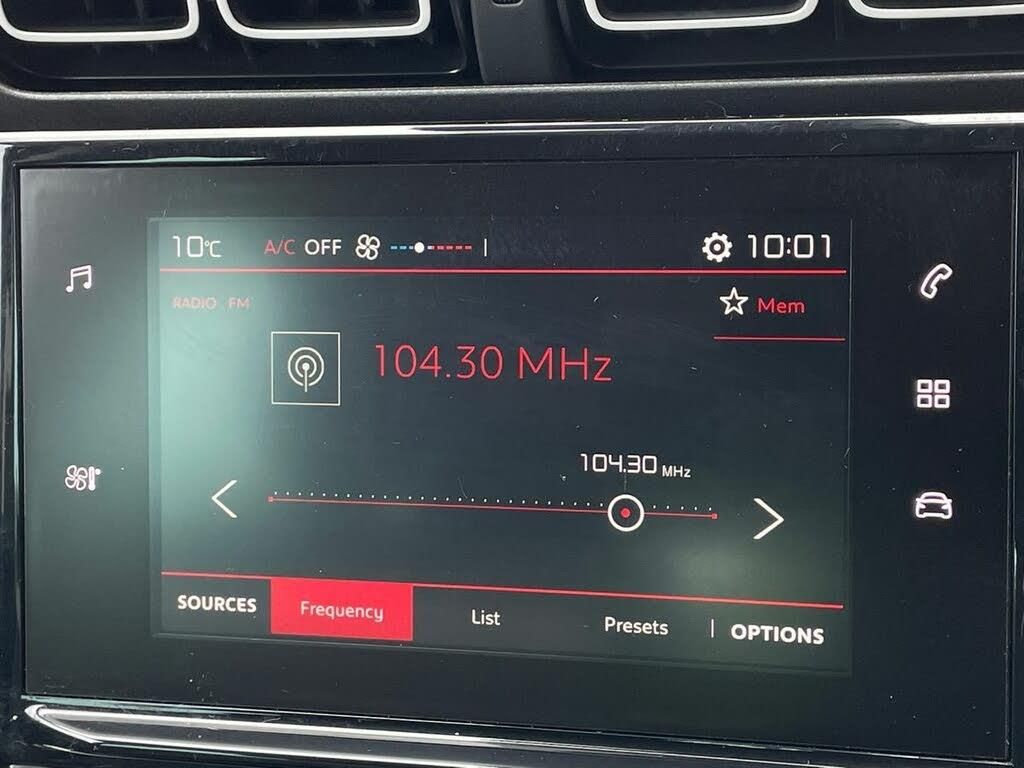 10°C A/C OFF 10:01
RADIO . FM
Mem
104.30 MHz
104.30 MHz
SOURCES Frequency List Presets OPTIONS